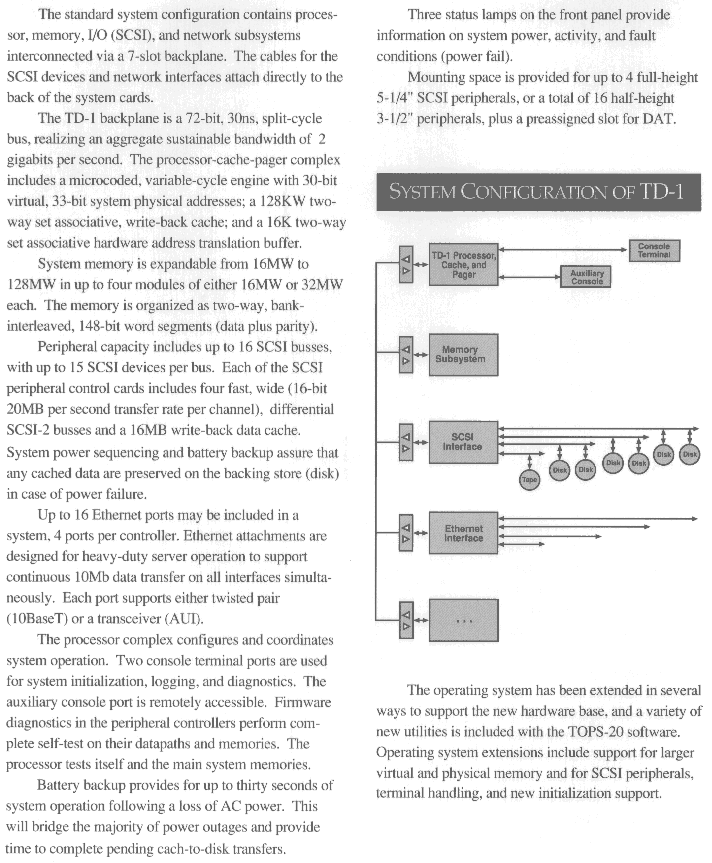 The standard system configuration contains proces-
sor, memory, I/O (SCSI), and network subsystems
interconnected via a 7-slot backplane.  The cables for the
SCSI devices and network interfaces attach directly to the
back of the system cards.
The TD-1 backplane is a 72-bit, 30ns, split-cycle
bus, realizing an aggregate sustainable bandwidth of  2
gigabits per second.  The processor-cache-pager complex
includes a microcoded, variable-cycle engine with 30-bit
virtual, 33-bit system physical addresses; a 128KW two-
way set associative, write-back cache; and a 16K two-way
set associative hardware address translation buffer.
System memory is expandable from 16MW to
128MW in up to four modules of either 16MW or 32MW
each.  The memory is organized as two-way, bank-
interleaved, 148-bit word segments (data plus parity).
Peripheral capacity includes up to 16 SCSI busses,
with up to 15 SCSI devices per bus.  Each of the SCSI
peripheral control cards includes four fast, wide (16-bit
20MB per second transfer rate per channel),  differential
SCSI-2 busses and a 16MB write-back data cache.
System power sequencing and battery backup assure that
any cached data are preserved on the backing store (disk)
in case of power failure.
Up to 16 Ethernet ports may be included in a
system, 4 ports per controller. Ethernet attachments are
designed for heavy-duty server operation to support
continuous 10Mb data transfer on all interfaces simulta-
neously.  Each port supports either twisted pair
(10BaseT) or a transceiver (AUI).
The processor complex configures and coordinates
system operation.  Two console terminal ports are used
for system initialization, logging, and diagnostics.  The
auxiliary console port is remotely accessible.  Firmware
diagnostics in the peripheral controllers perform com-
plete self-test on their datapaths and memories.  The
processor tests itself and the main system memories.
Battery backup provides for up to thirty seconds of
system operation following a loss of AC power.  This
will bridge the majority of power outages and provide
time to complete pending cach-to-disk transfers.
Three status lamps on the front panel provide
information on system power, activity, and fault
conditions (power fail).
Mounting space is provided for up to 4 full-height
5-1/4" SCSI peripherals, or a total of 16 half-height
3-1/2" peripherals, plus a preassigned slot for DAT.
SYSTEM CONFIGURATION OF TD-1
TD-1 Processor,
Cache, and
Pager
Console
Terminal
Auxiliary
Console
Memory
Subsystem
SCSI
Interface
Tape
Disk
Disk
Disk
Disk
Disk
Disk
Ethernet
Interface
...
The operating system has been extended in several
ways to support the new hardware base, and a variety of
new utilities is included with the TOPS-20 software.
Operating system extensions include support for larger
virtual and physical memory and for SCSI peripherals,
terminal handling, and new initialization support.